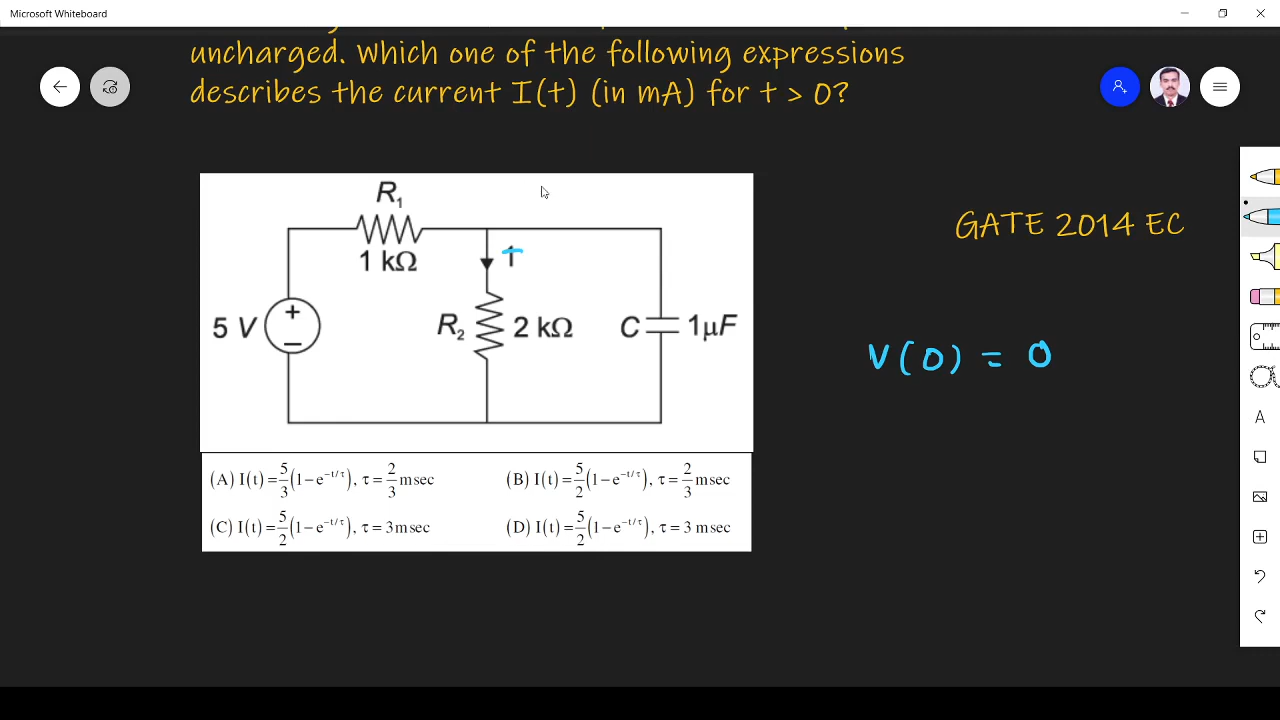 Microsoft Whiteboard
uncharged. Which one of the following expressions
describes the current I(t) (in mA) for t > 0?
GATE 2014 EC
R₁
1 kΩ
I
5 V
+
−
R₂
2 kΩ
C
1μF
V(0) = 0
(A) I(t) = 5/3 (1−e^(−t/τ)), τ = 2/3 msec
(B) I(t) = 5/2 (1−e^(−t/τ)), τ = 2/3 msec
(C) I(t) = 5/2 (1−e^(−t/τ)), τ = 3 msec
(D) I(t) = 5/2 (1−e^(−t/τ)), τ = 3 msec
A